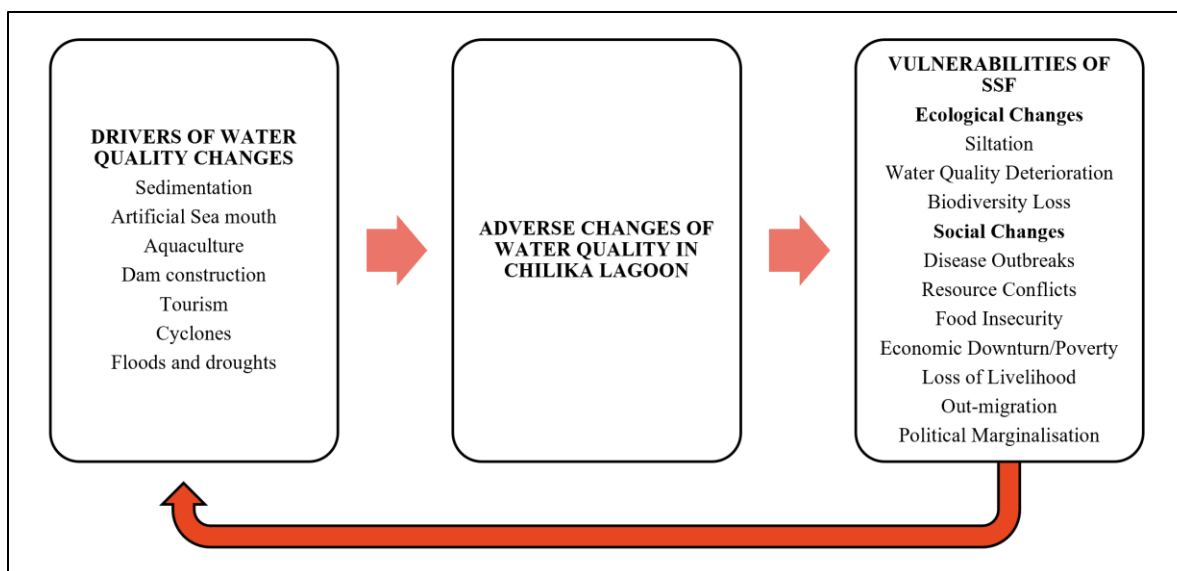 DRIVERS OF WATER
QUALITY CHANGES
Sedimentation
Artificial Sea mouth
Aquaculture
Dam construction
Tourism
Cyclones
Floods and droughts
ADVERSE CHANGES OF
WATER QUALITY IN
CHILIKA LAGOON
VULNERABILITIES OF
SSF
Ecological Changes
Siltation
Water Quality Deterioration
Biodiversity Loss
Social Changes
Disease Outbreaks
Resource Conflicts
Food Insecurity
Economic Downturn/Poverty
Loss of Livelihood
Out-migration
Political Marginalisation